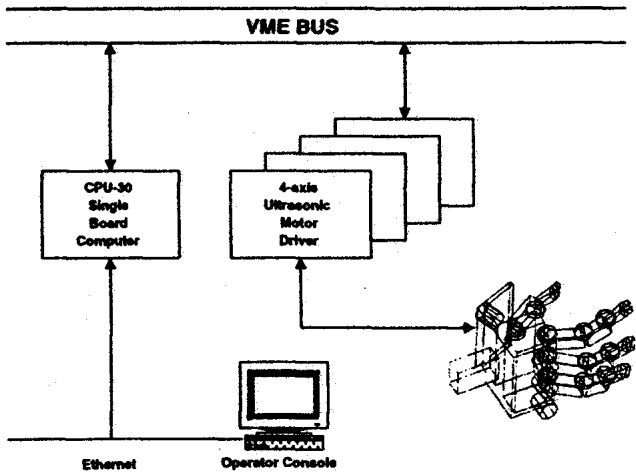 VME BUS
CPU-30
Single
Board
Computer
4-axis
Ultrasonic
Motor
Driver
Ethernet
Operator Console